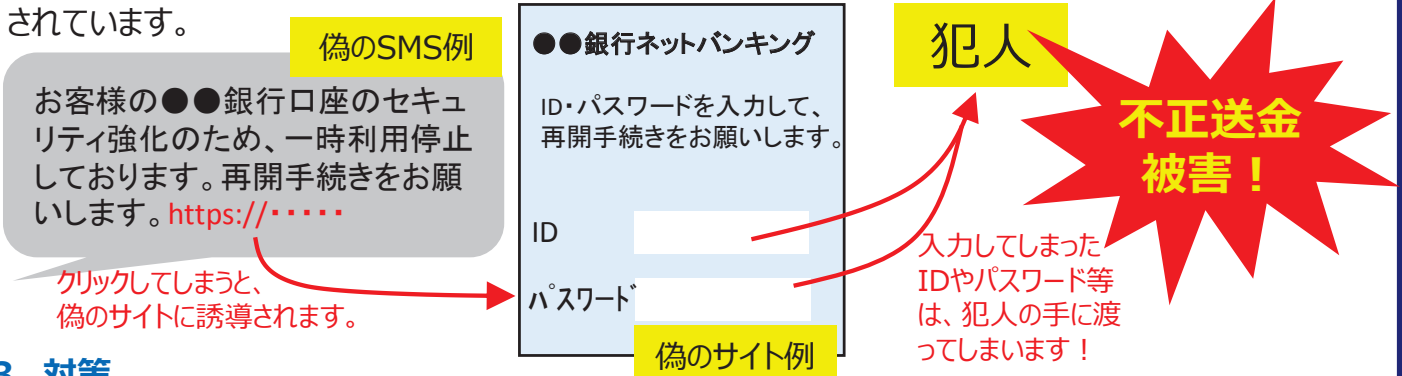 されています。
偽のSMS例
お客様の●●銀行口座のセキュ
リティ強化のため、一時利用停止
しております。再開手続きをお願
いします。https://・・・・・
クリックしてしまうと、
偽のサイトに誘導されます。
●●銀行ネットバンキング
ID・パスワードを入力して、
再開手続きをお願いします。
ID
パスワード
偽のサイト例
犯人
不正送金
被害！
入力してしまった
IDやパスワード等
は、犯人の手に渡
ってしまいます！
3 対策